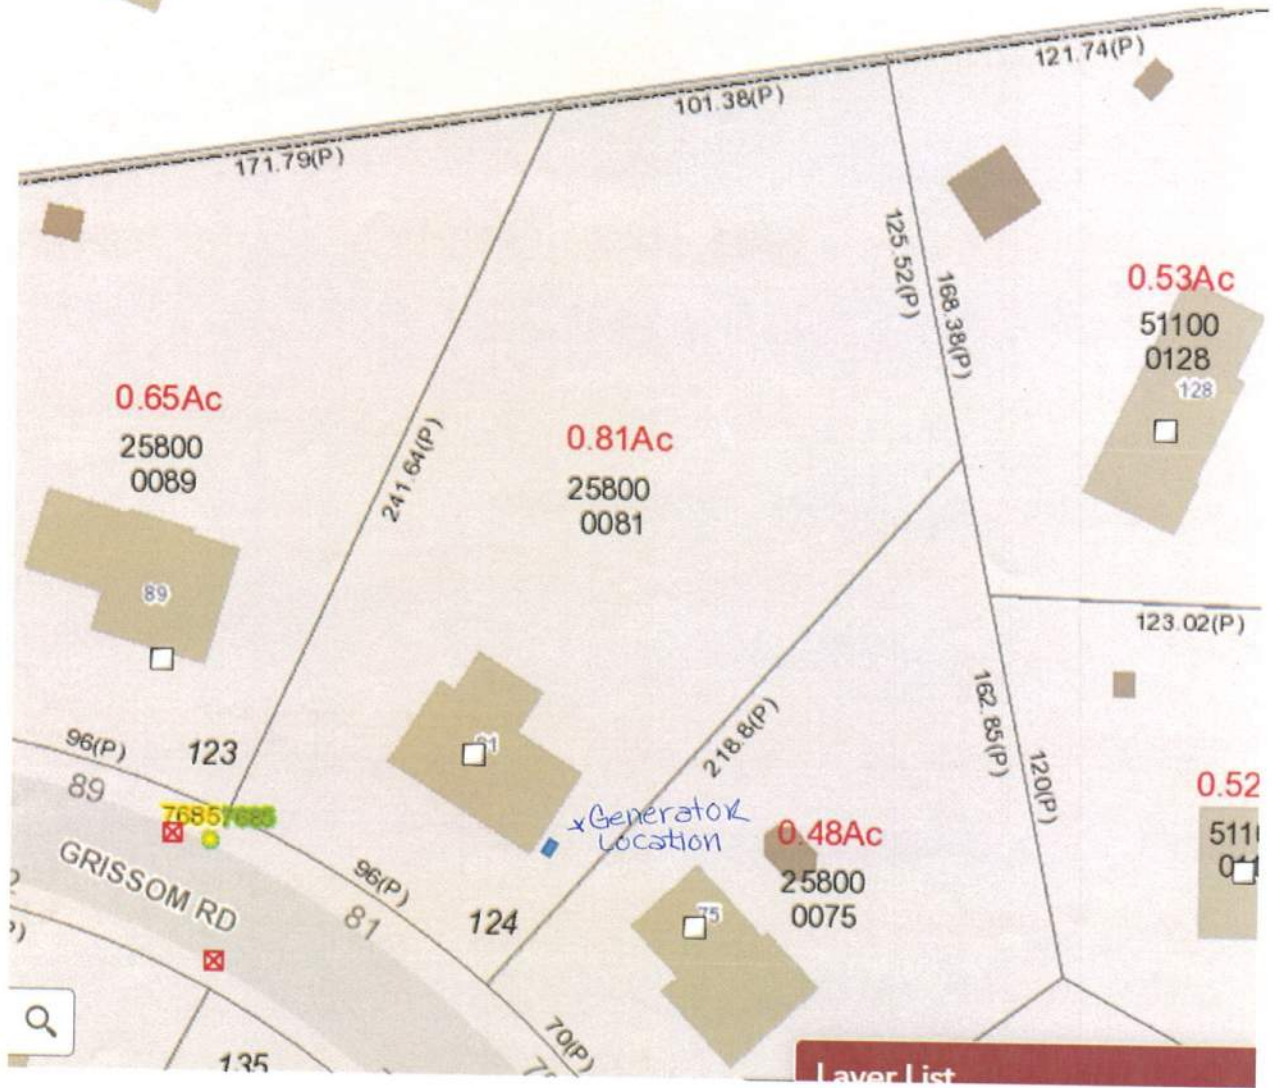 121.74(P)
101.38(P)
171.79(P)
125.52(P)
168.38(P)
0.53Ac
51100
0128
128
0.65Ac
25800
0089
241.64(P)
0.81Ac
25800
0081
89
123.02(P)
218.8(P)
162.85(P)
120(P)
96(P)
123
89
81
7685 7685
* Generator
Location
0.48Ac
25800
0075
75
0.52
GRISSOM RD
96(P)
81
124
70(P)
135
Layer List